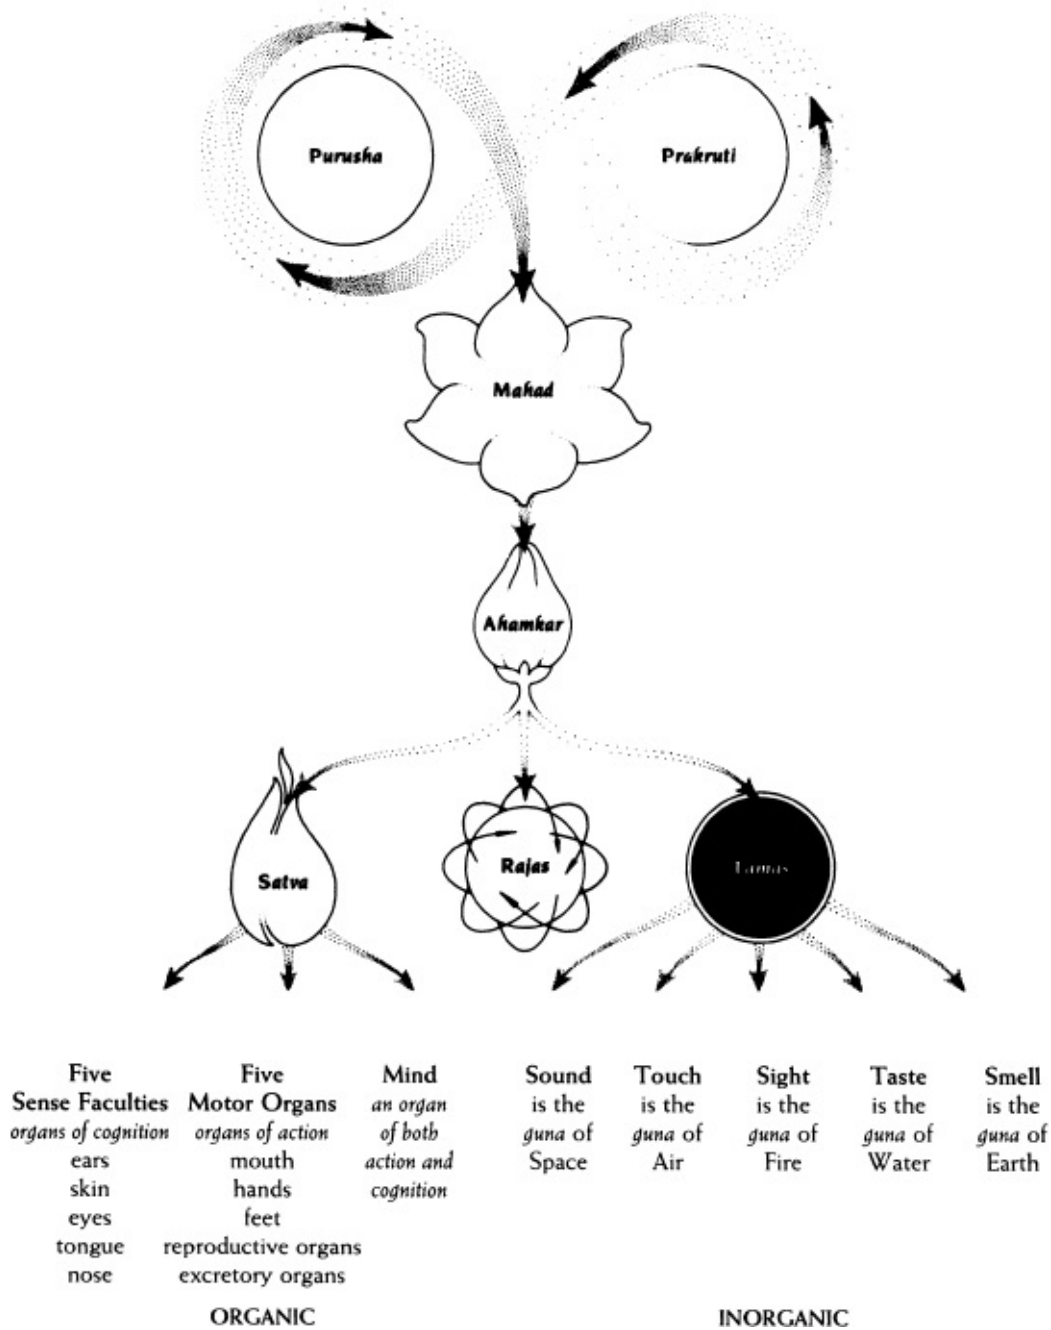 Purusha
Prakruti
Mahad
Ahamkar
Satva
Rajas
Tamas
Five
Sense Faculties
organs of cognition
ears
skin
eyes
tongue
nose
Five
Motor Organs
organs of action
mouth
hands
feet
reproductive organs
excretory organs
Mind
an organ
of both
action and
cognition
ORGANIC
Sound
is the
guna of
Space
Touch
is the
guna of
Air
Sight
is the
guna of
Fire
Taste
is the
guna of
Water
Smell
is the
guna of
Earth
INORGANIC